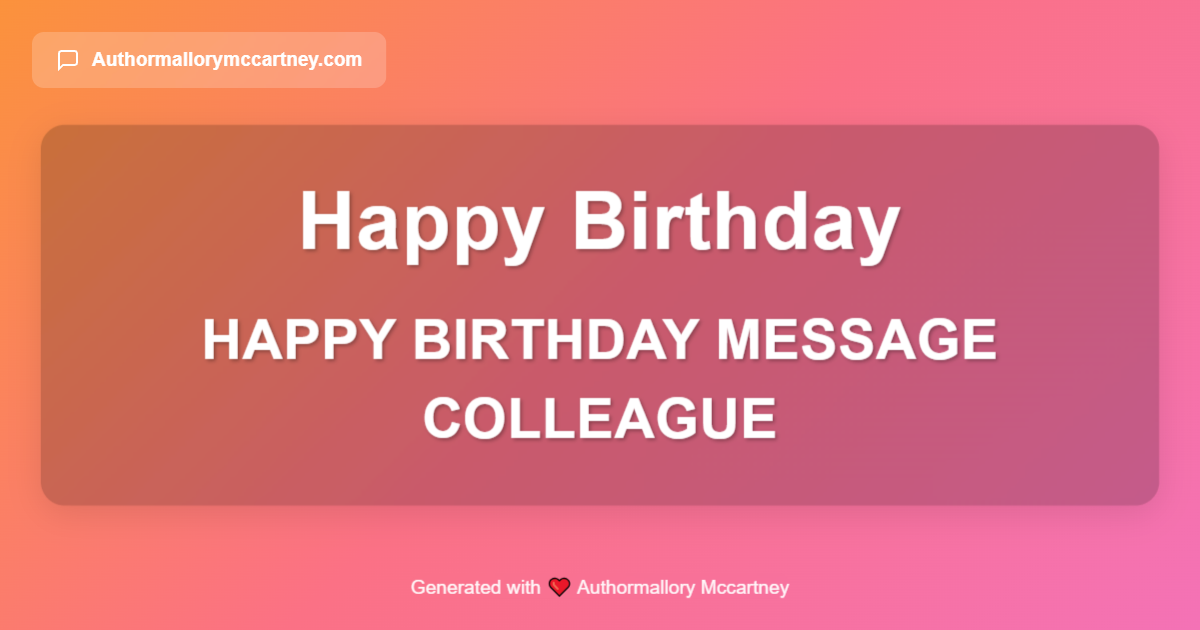 Authormallorymccartney.com
Happy Birthday
HAPPY BIRTHDAY MESSAGE
COLLEAGUE
Generated with ❤️ Authormallory Mccartney